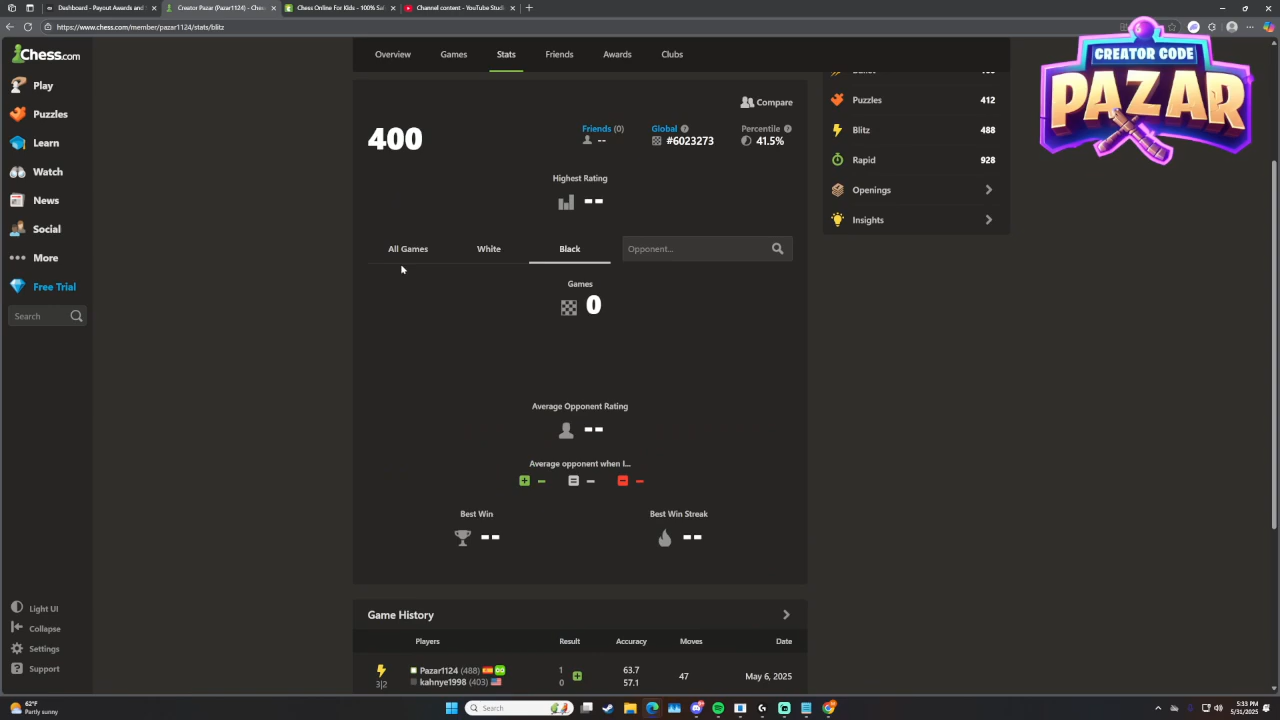 Dashboard - Payout Awards and
Creator Pazar (Pazar1124) - Ches
Chess Online For Kids - 100% Saf
Channel content - YouTube Studi
https://www.chess.com/member/pazar1124/stats/blitz
Chess.com
Play
Puzzles
Learn
Watch
News
Social
More
Free Trial
Search
Light UI
Collapse
Settings
Support
Overview
Games
Stats
Friends
Awards
Clubs
Compare
400
Friends (0)
--
Global
#6023273
Percentile
41.5%
Highest Rating
--
All Games
White
Black
Opponent...
Games
0
Average Opponent Rating
--
Average opponent when I...
Best Win
--
Best Win Streak
--
Game History
Players
Result
Accuracy
Moves
Date
3|2
Pazar1124 (488)
kahnye1998 (403)
1
0
63.7
57.1
47
May 6, 2025
Puzzles
412
Blitz
488
Rapid
928
Openings
Insights
CREATOR CODE
PAZAR
62°F
Partly sunny
Search
5:33 PM
5/31/2025